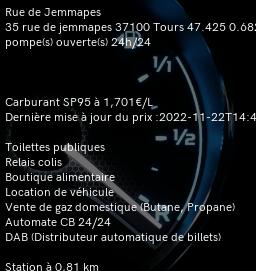 Rue de Jemmapes
35 rue de jemmapes 37100 Tours 47.425 0.68
pompe(s) ouverte(s) 24h/24
1/1
Carburant SP95 à 1,701€/L
Dernière mise à jour du prix :2022-11-22T14:4
1/2
Toilettes publiques
Relais colis
Boutique alimentaire
Location de véhicule
Vente de gaz domestique (Butane, Propane)
Automate CB 24/24
DAB (Distributeur automatique de billets)
Station à 0.81 km